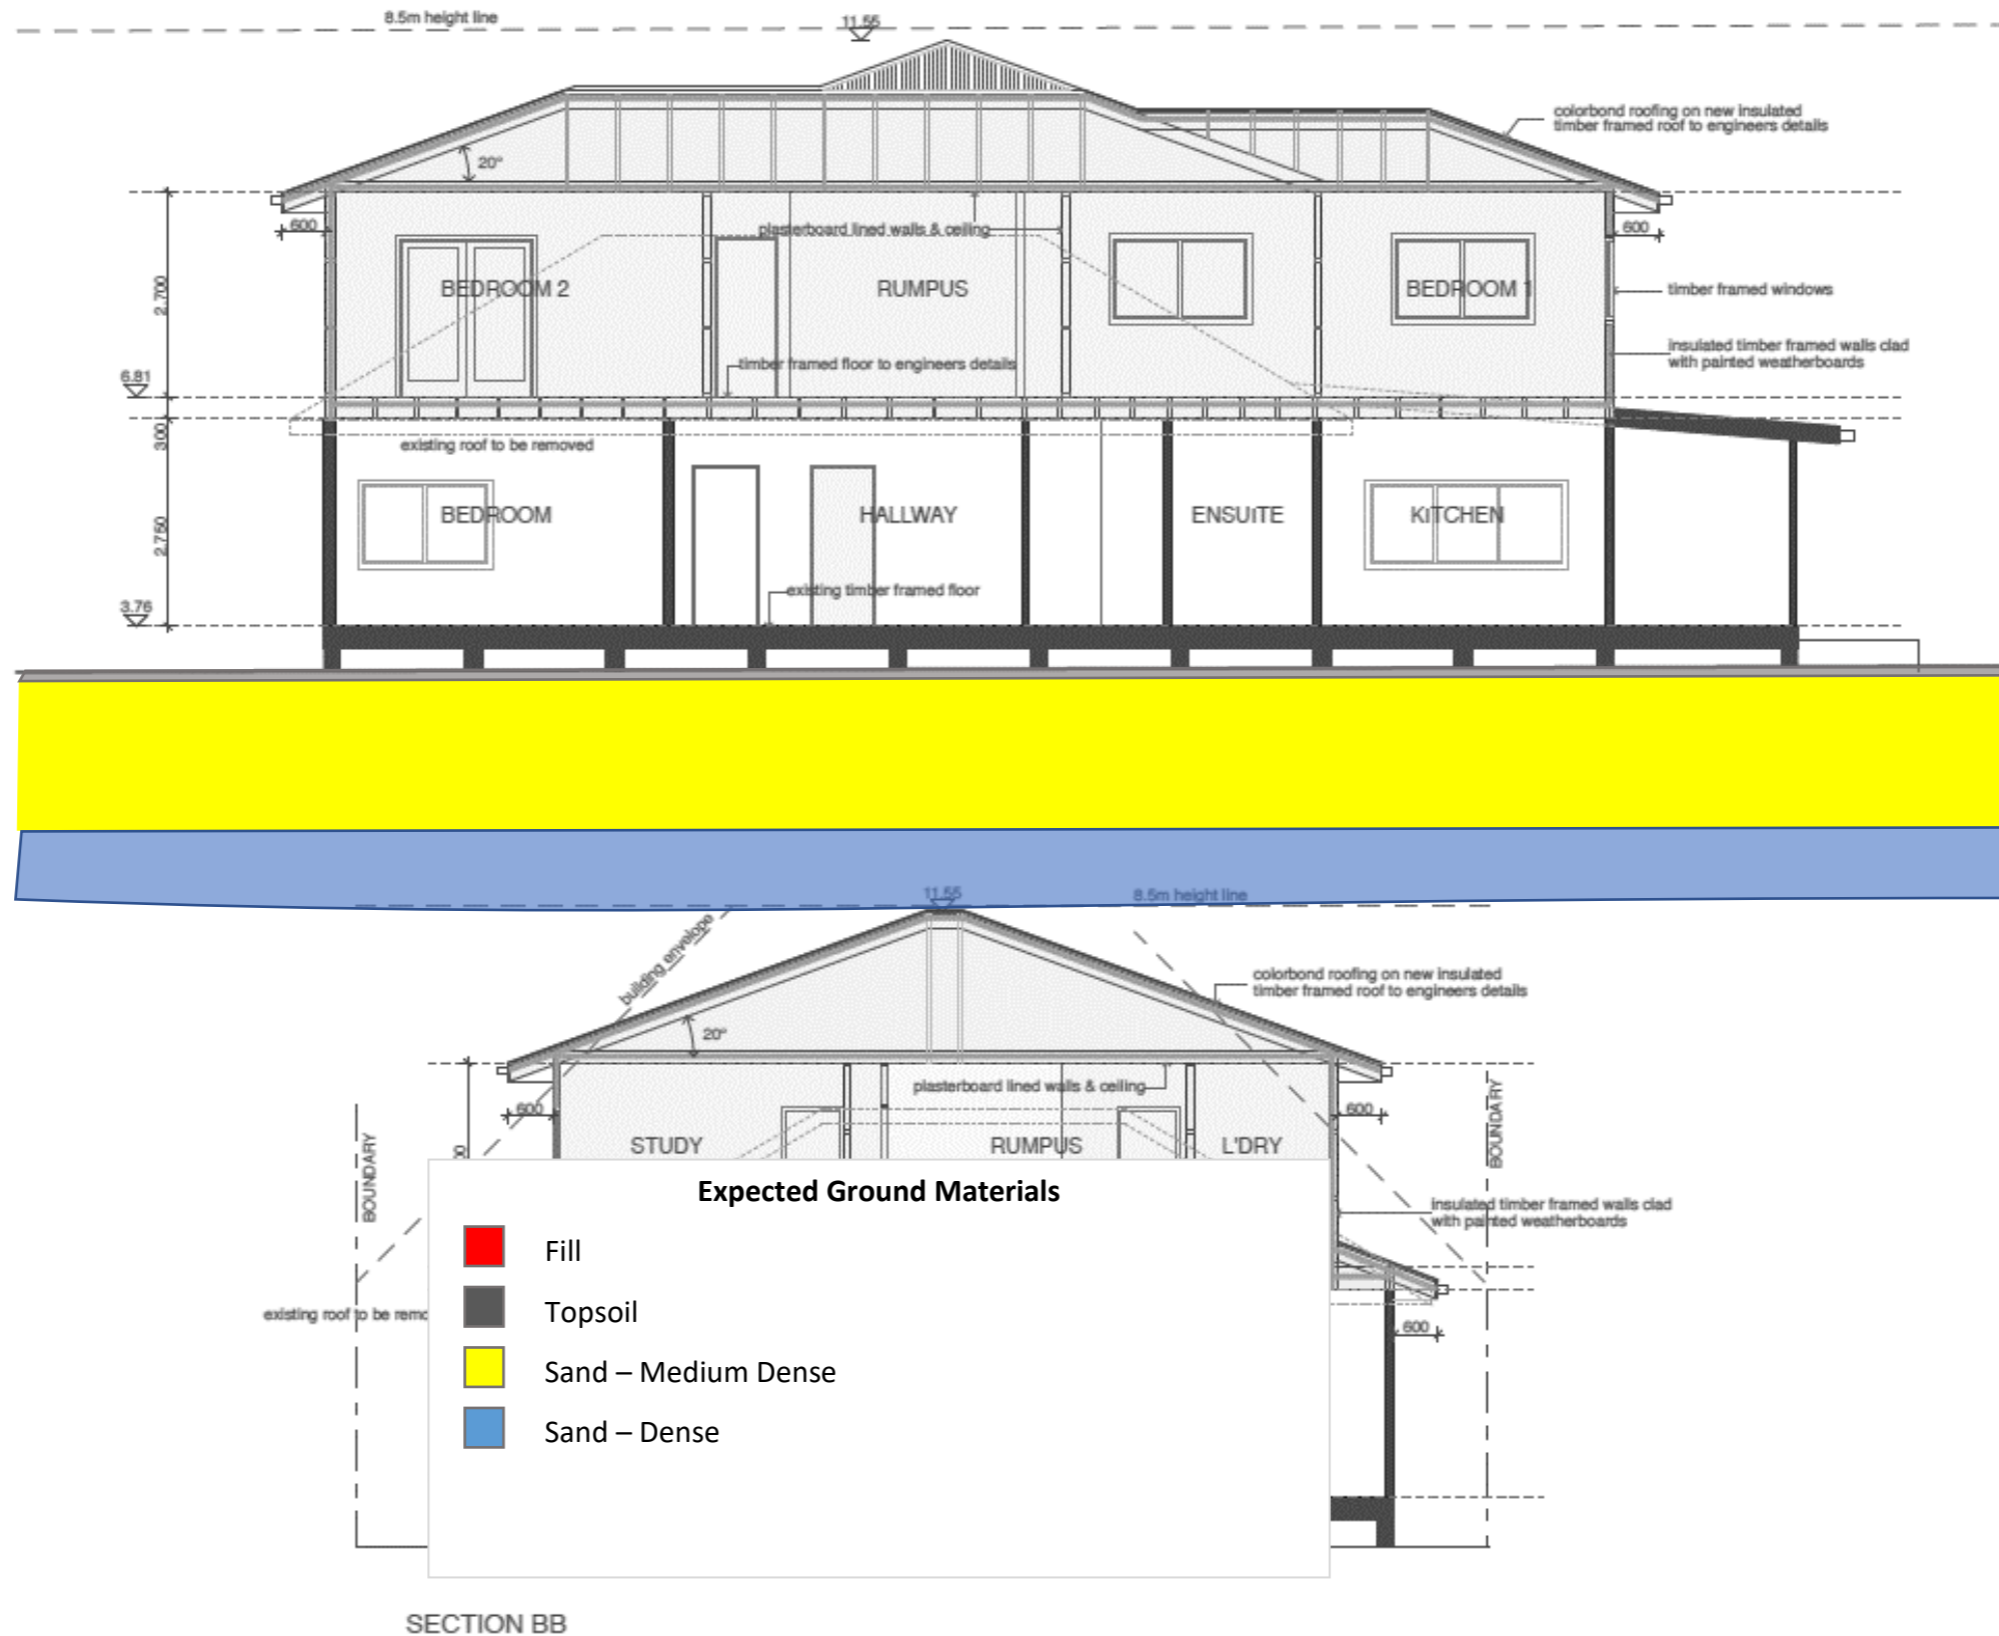 8.5m height line
11.55
colorbond roofing on new insulated
timber framed roof to engineers details
20°
600
plasterboard lined walls & ceiling
600
2.700
BEDROOM 2
RUMPUS
BEDROOM 1
timber framed windows
insulated timber framed walls clad
with painted weatherboards
timber framed floor to engineers details
6.81
300
existing roof to be removed
BEDROOM
HALLWAY
ENSUITE
KITCHEN
2.750
existing timber framed floor
3.76
11.55
8.5m height line
building envelope
colorbond roofing on new insulated
timber framed roof to engineers details
20°
plasterboard lined walls & ceiling
600
600
BOUNDARY
BOUNDARY
STUDY
RUMPUS
L'DRY
Expected Ground Materials
insulated timber framed walls clad
with painted weatherboards
Fill
Topsoil
existing roof to be remo
600
Sand – Medium Dense
Sand – Dense
SECTION BB